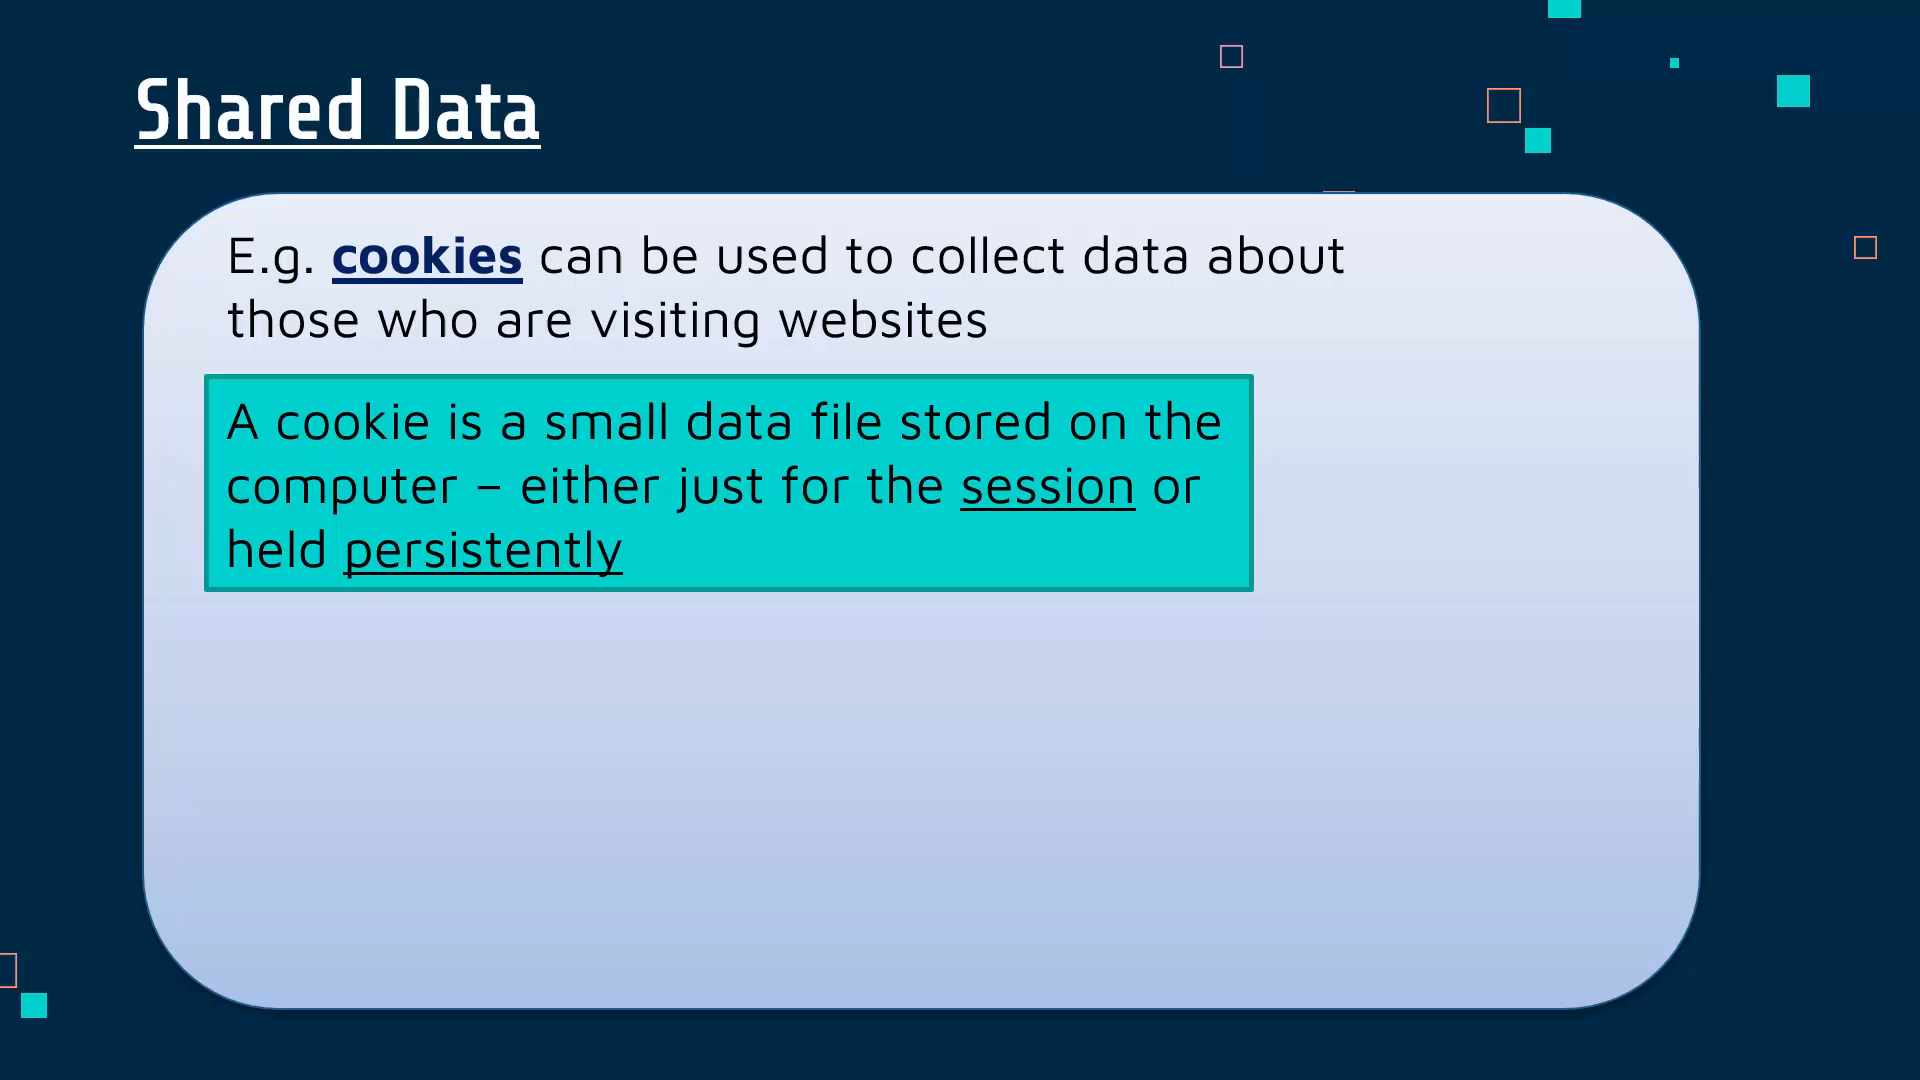 Shared Data
E.g. cookies can be used to collect data about
those who are visiting websites
A cookie is a small data file stored on the
computer – either just for the session or
held persistently